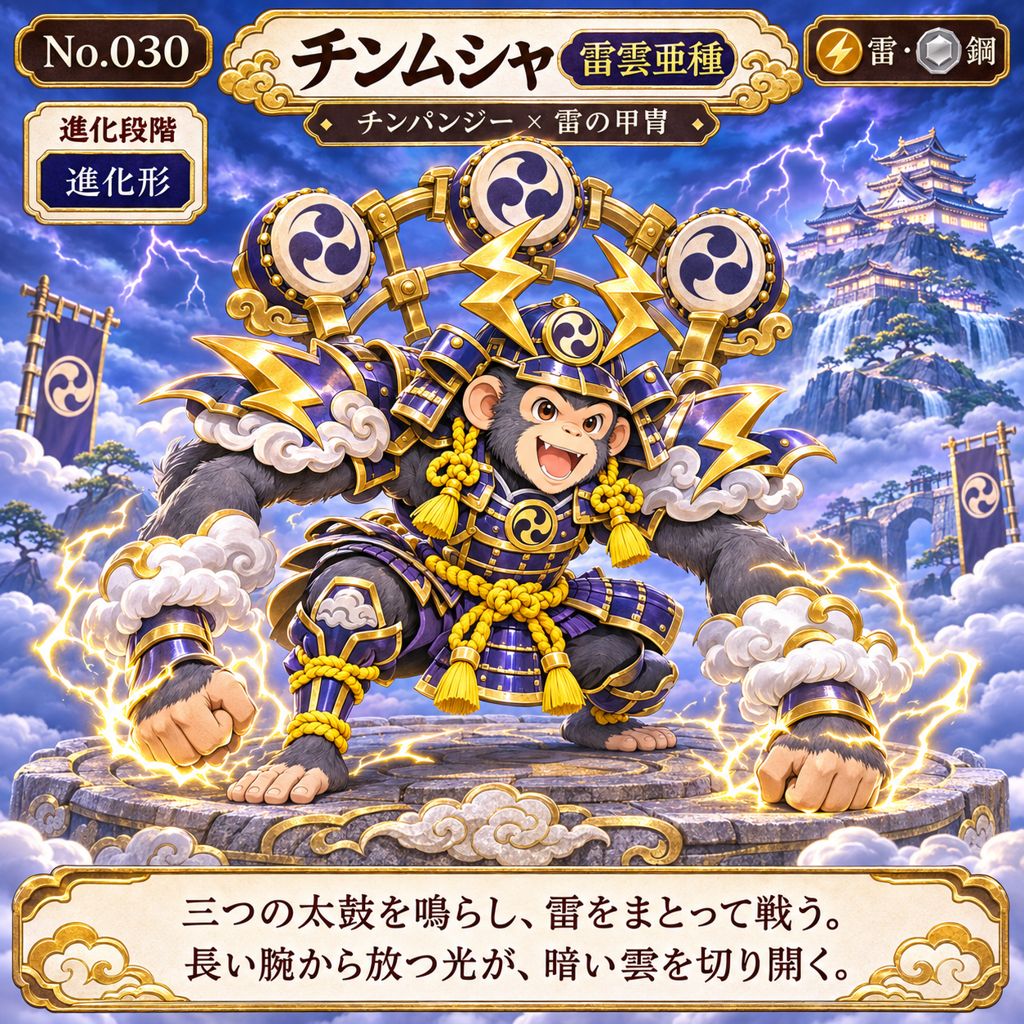 No.030
チンムシャ
雷雲亜種
雷・鋼
チンパンジー × 雷の甲冑
進化段階
進化形
三つの太鼓を鳴らし、雷をまとって戦う。
長い腕から放つ光が、暗い雲を切り開く。